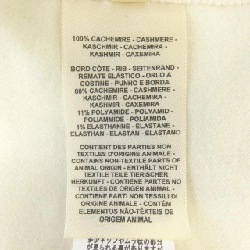 100% CACHEMIRE - CASHMERE -
KASCHMIR - CACHEMIRA -
KASHMIR - CAXEMIRA
BORD CÔTE - RIB - SEITENRAND -
REMATE ELASTICO - ORLO A
COSTINE - PUNHO E BORDA
88% CACHEMIRE - CASHMERE -
KASCHMIR - CACHEMIRA -
KASHMIR - CAXEMIRA
11% POLYAMIDE - POLYAMID -
POLIAMMIDE - POLIAMIDA
1% ELASTHANNE - ELASTANE -
ELASTHAN - ELASTAN - ELASTANO
CONTIENT DES PARTIES NON
TEXTILES D'ORIGINE ANIMALE -
CONTAINS NON-TEXTILE PARTS OF
ANIMAL ORIGIN - ENTHÄLT NICHT
TEXTILE TEILE TIERISCHER
HERKUNFT - CONTIENE PARTES NO
TEXTILES DE ORIGEN ANIMAL -
CONTIENE PARTI NON TESSILI DI
ORIGINE ANIMALE - CONTÉM
ELEMENTOS NÃO-TÊXTEIS DE
ORIGEM ANIMAL